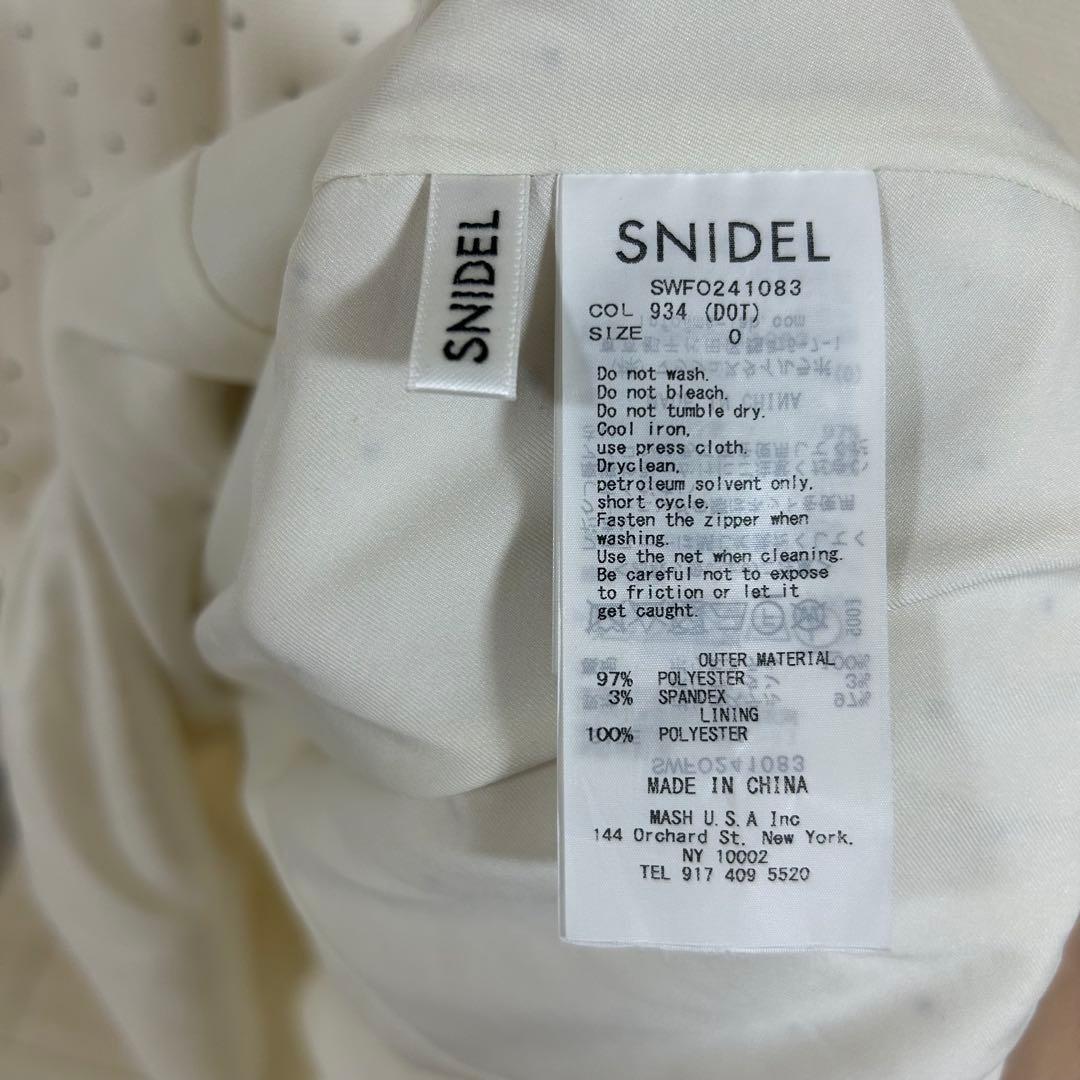 SNIDEL
SNIDEL
SWFO241083
COL 934 (DOT)
SIZE 0
Do not wash.
Do not bleach.
Do not tumble dry.
Cool iron,
use press cloth.
Dryclean,
petroleum solvent only.
short cycle.
Fasten the zipper when
washing.
Use the net when cleaning.
Be careful not to expose
to friction or let it
get caught.
OUTER MATERIAL
97% POLYESTER
3% SPANDEX
LINING
100% POLYESTER
MADE IN CHINA
MASH U.S.A Inc
144 Orchard St. New York.
NY 10002
TEL 917 409 5520